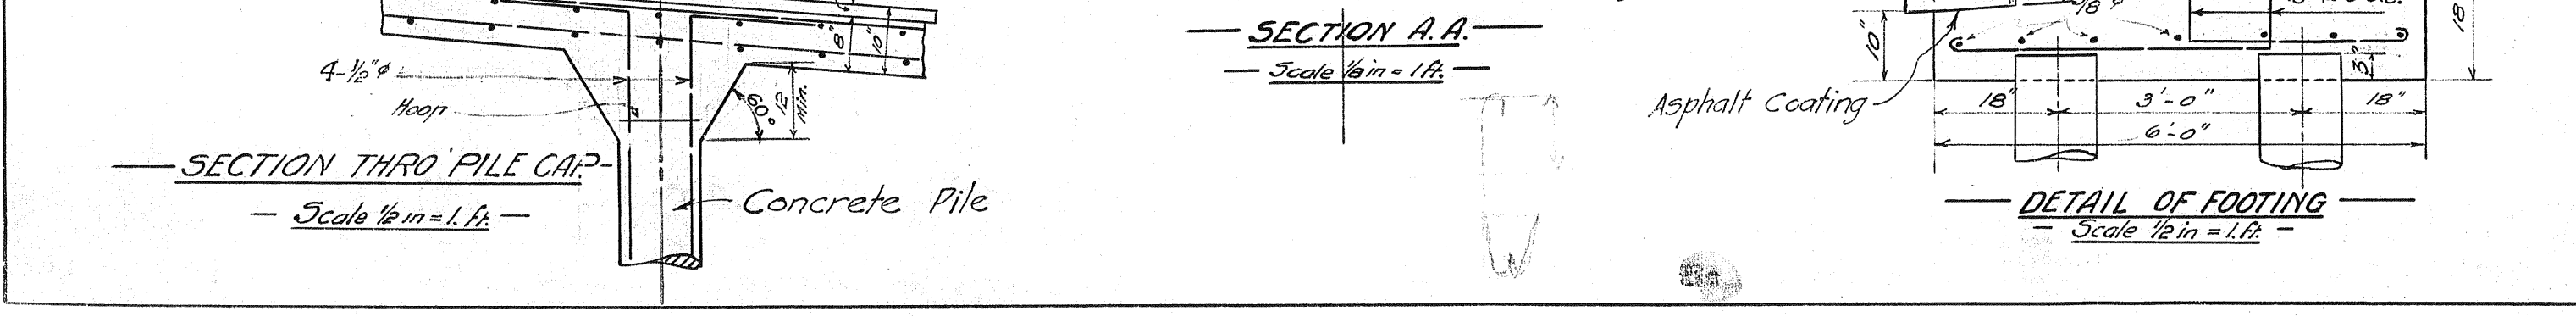 8"
10"
4-½"⌀
Hoop
60°
12"
Min.
SECTION THRO' PILE CAP
Scale ½ in = 1. ft.
Concrete Pile
SECTION A.A.
Scale ⅛ in = 1 ft.
10"
18
3"
Asphalt Coating
18"
3'-0"
18"
6'-0"
DETAIL OF FOOTING
Scale ½ in = 1. ft.